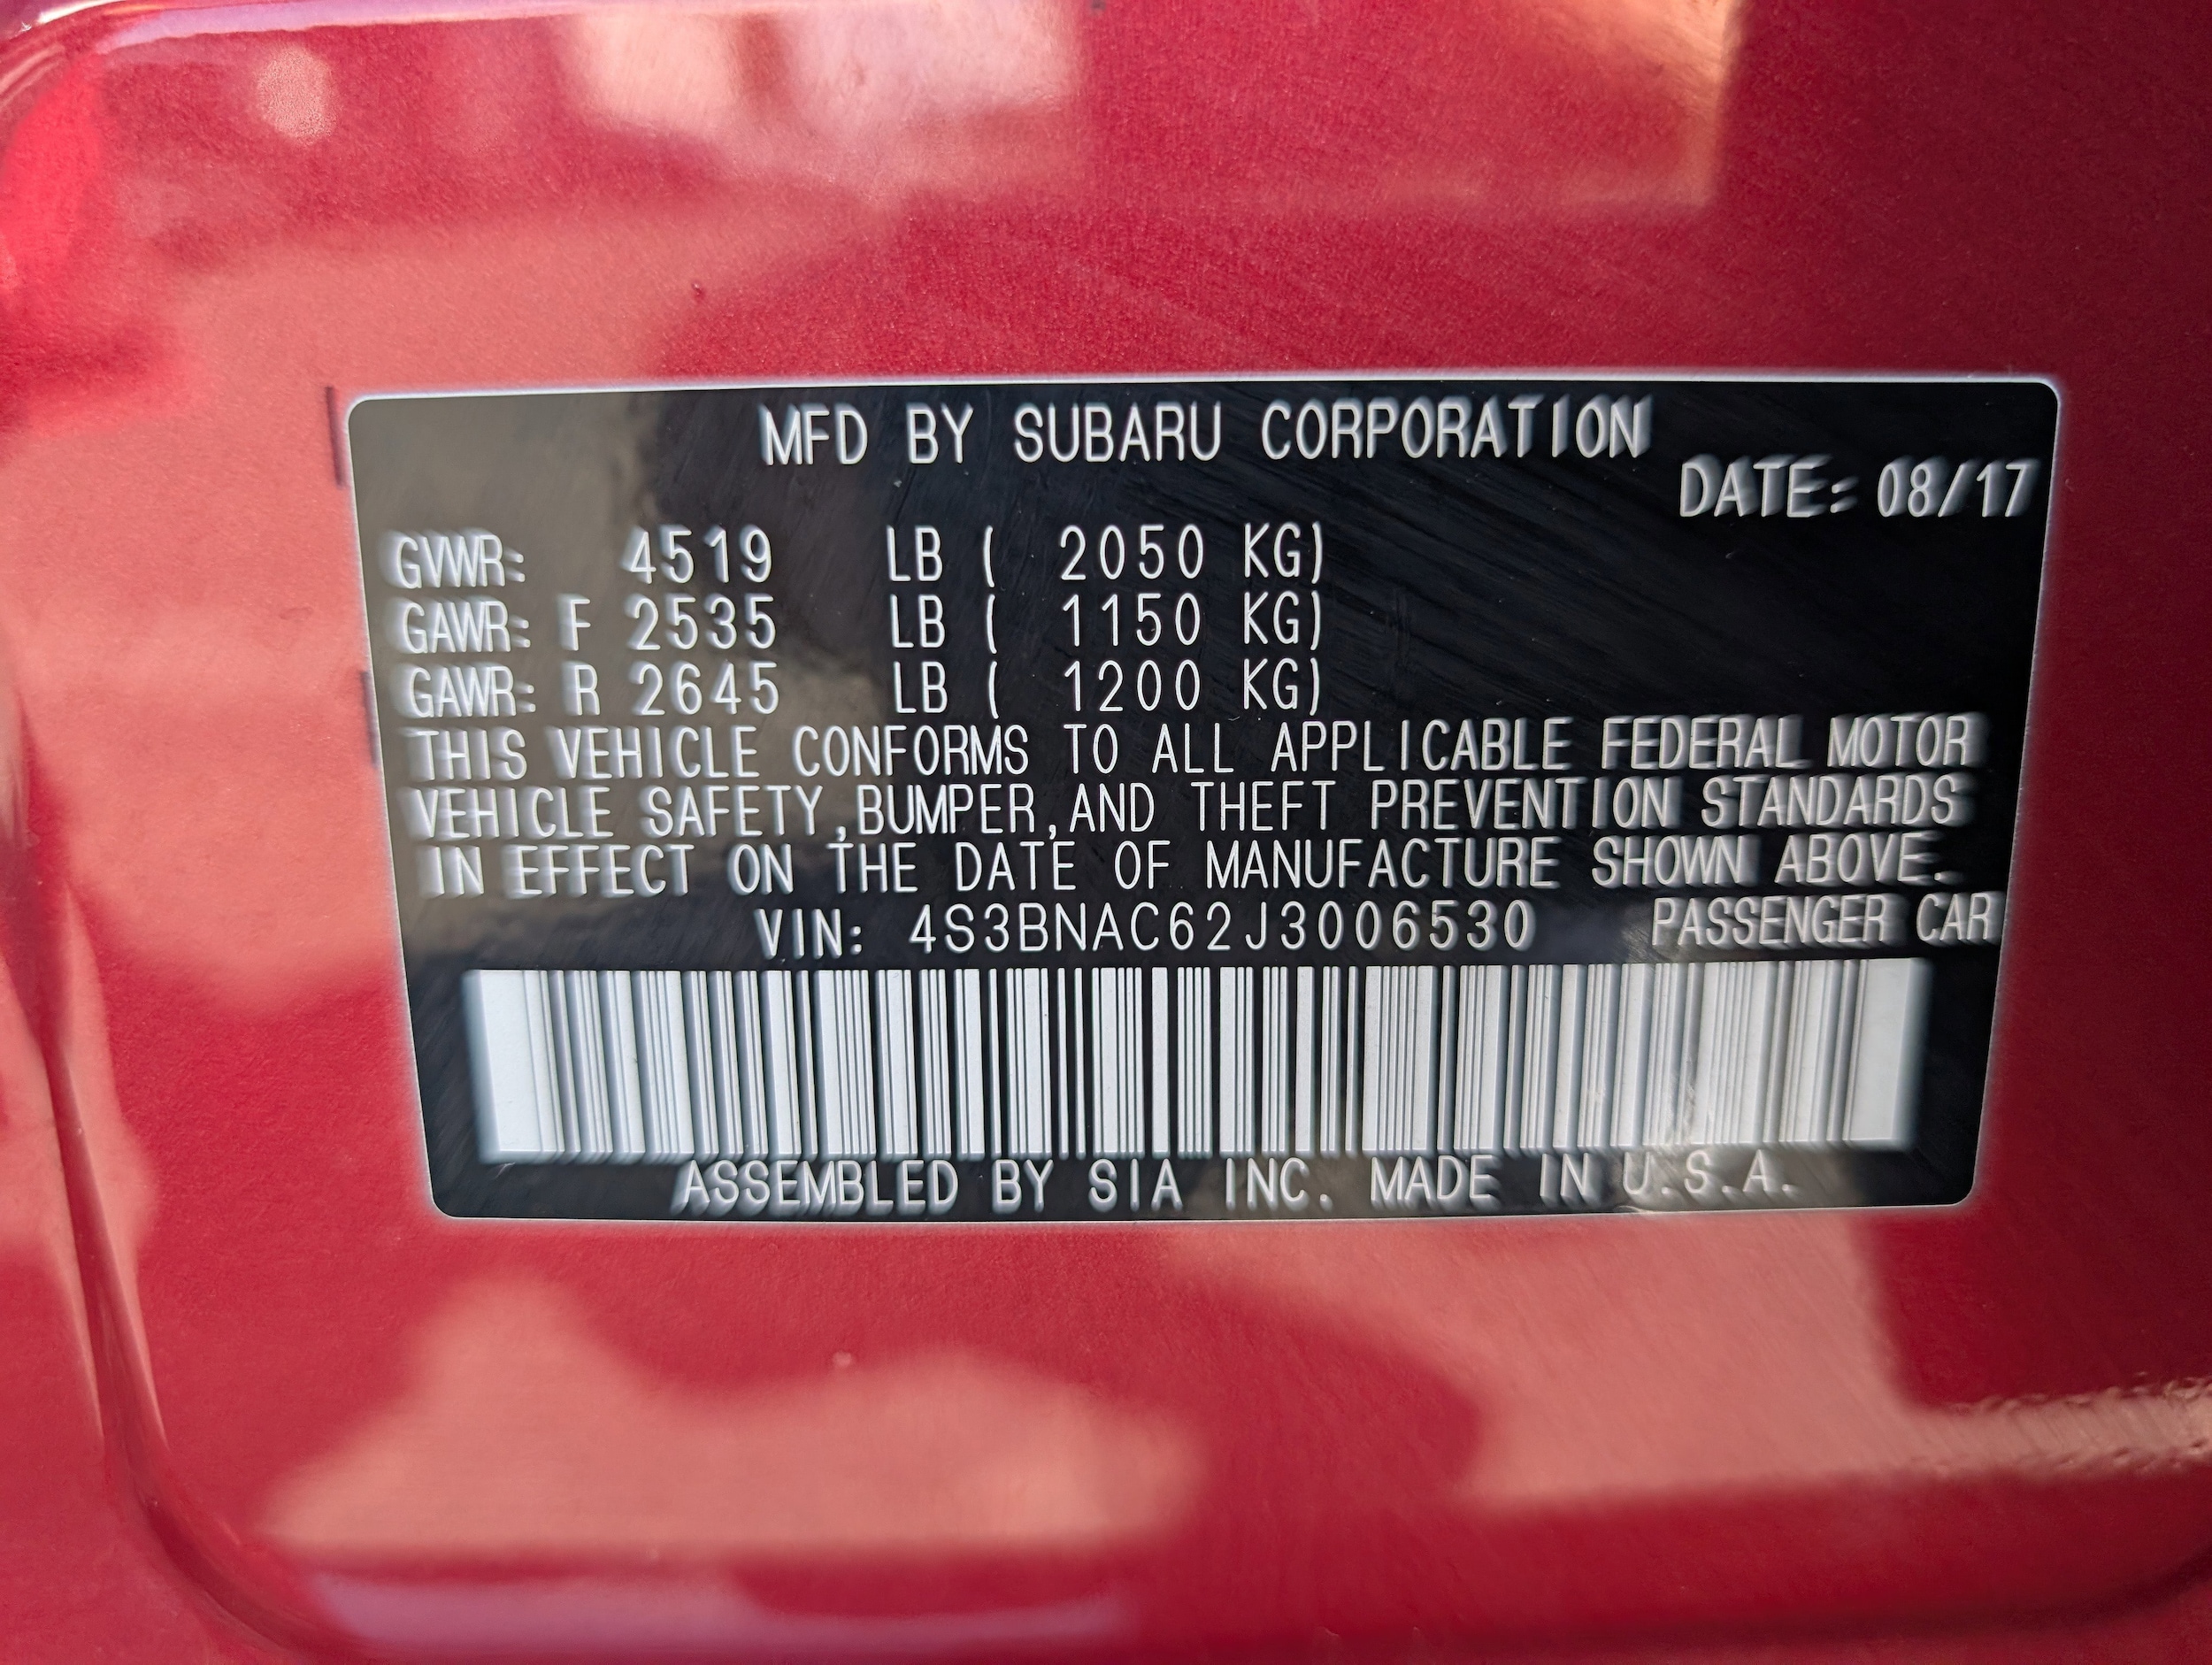 MFD BY SUBARU CORPORATION
DATE: 08/17
GVWR: 4519 LB ( 2050 KG)
GAWR: F 2535 LB ( 1150 KG)
GAWR: R 2645 LB ( 1200 KG)
THIS VEHICLE CONFORMS TO ALL APPLICABLE FEDERAL MOTOR
VEHICLE SAFETY,BUMPER,AND THEFT PREVENTION STANDARDS
IN EFFECT ON THE DATE OF MANUFACTURE SHOWN ABOVE.
VIN: 4S3BNAC62J3006530 PASSENGER CAR
ASSEMBLED BY SIA INC. MADE IN U.S.A.